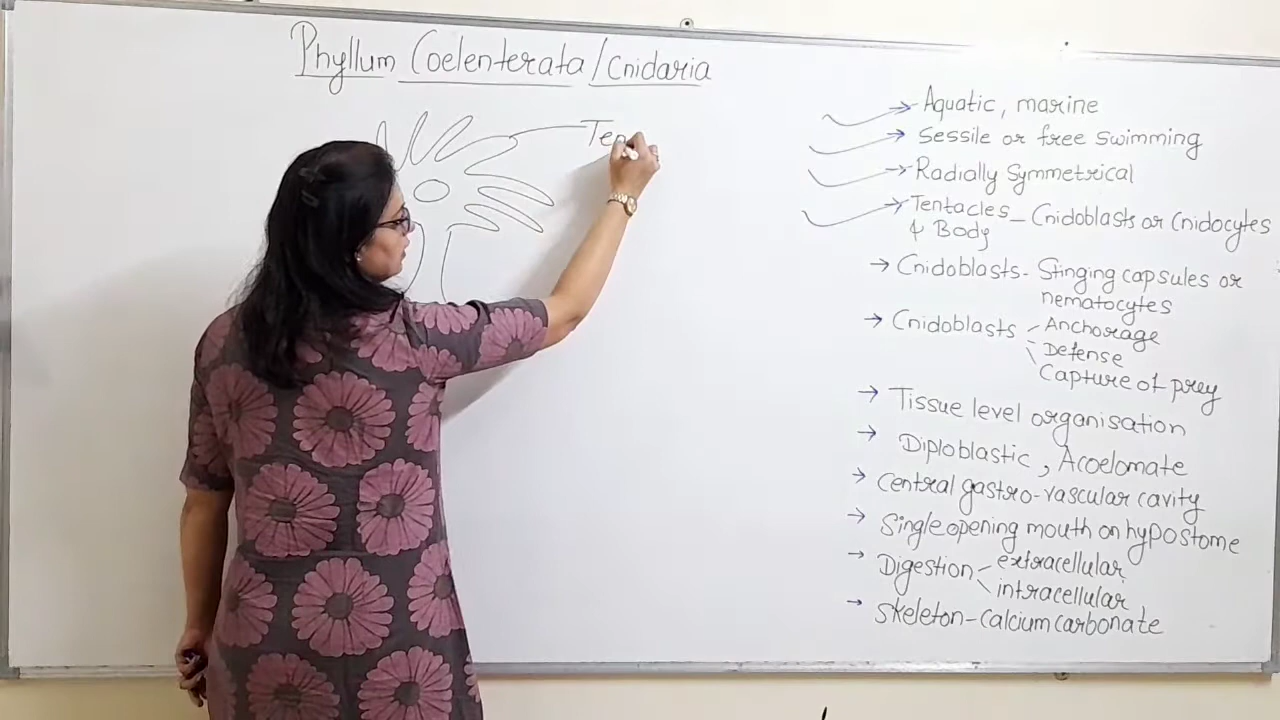 Phyllum Coelenterata/Cnidaria
Ten
→ Aquatic, marine
→ Sessile or free swimming
→ Radially Symmetrical
→ Tentacles – Cnidoblasts or Cnidocytes
& Body
→ Cnidoblasts - Stinging capsules or
nematocytes
→ Cnidoblasts - Anchorage
- Defense
\ Capture of prey
→ Tissue level organisation
→ Diploblastic, Acoelomate
→ Central gastro-vascular cavity
→ Single opening mouth on hypostome
→ Digestion - extracellular
\ intracellular
→ Skeleton - Calcium carbonate